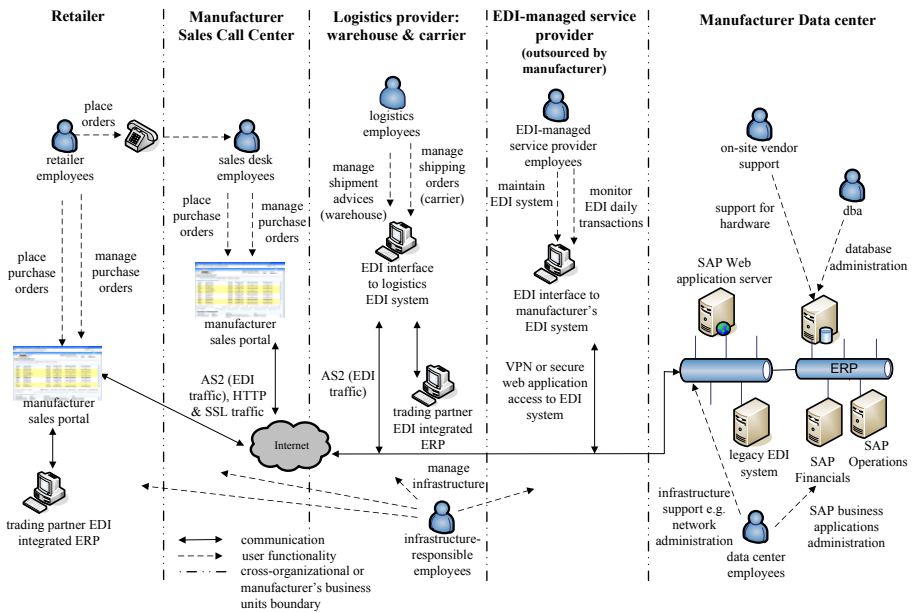 Retailer
Manufacturer
Sales Call Center
Logistics provider:
warehouse & carrier
EDI-managed service
provider
(outsourced by
manufacturer)
Manufacturer Data center
place
orders
retailer
employees
place
purchase
orders
manage
purchase
orders
manufacturer
sales portal
trading partner EDI
integrated ERP
sales desk
employees
place
purchase
orders
manage
purchase
orders
manufacturer
sales portal
AS2 (EDI
traffic), HTTP
& SSL traffic
Internet
logistics
employees
manage
shipment
advices
(warehouse)
manage
shipping
orders
(carrier)
EDI interface
to logistics
EDI system
AS2 (EDI
traffic)
trading partner
EDI integrated
ERP
manage
infrastructure
infrastructure-
responsible
employees
EDI-managed
service provider
employees
maintain
EDI system
monitor
EDI daily
transactions
EDI interface to
manufacturer's
EDI system
VPN or secure
web application
access to EDI
system
on-site vendor
support
dba
support for
hardware
database
administration
SAP Web
application server
ERP
legacy EDI
system
SAP
Financials
SAP
Operations
infrastructure
support e.g.
network
administration
data center
employees
SAP business
applications
administration
communication
user functionality
cross-organizational or
manufacturer's business
units boundary